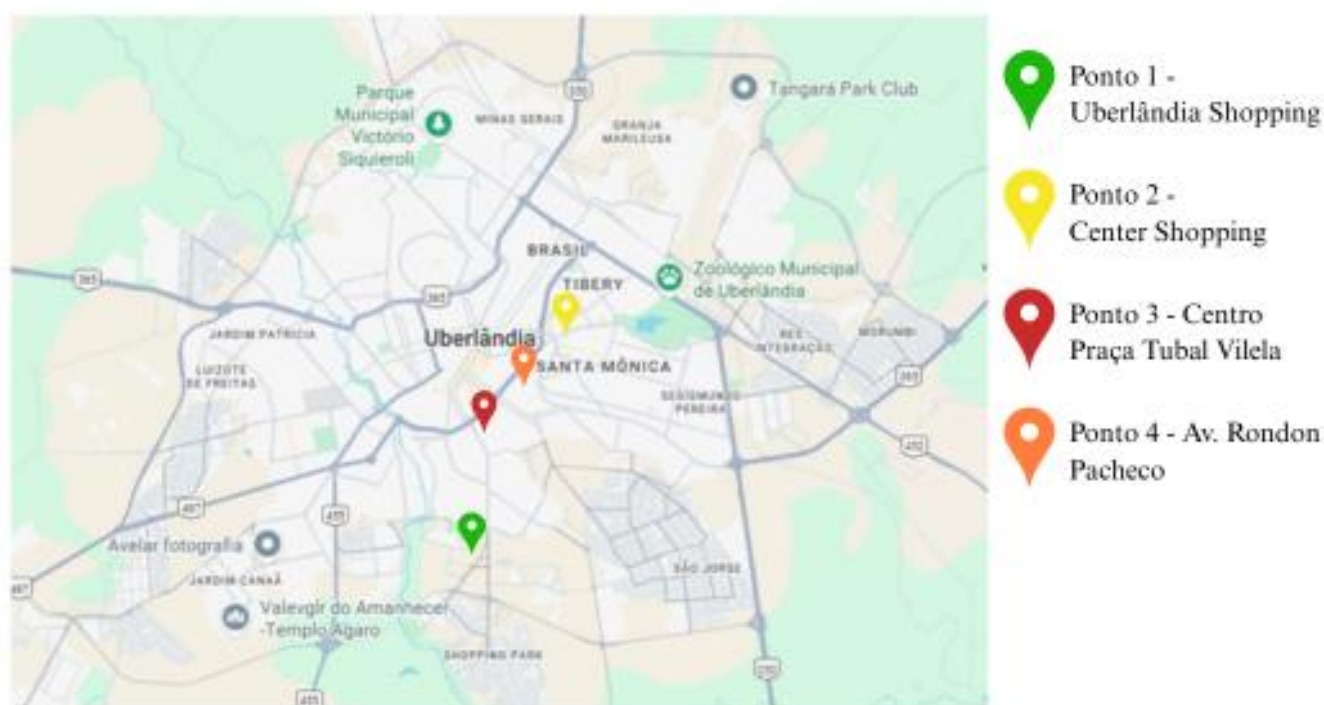 Parque
Municipal
Victório
Siquieroli
MINAS GERAIS
GRANJA
MARILEUSA
Tangará Park Club
BRASIL
TIBERY
Zoológico Municipal
de Uberlândia
365
365
Uberlândia
JARDIM PATRICIA
LUIZOTE
DE FREITAS
SANTA MÔNICA
INTEGRAÇÃO
MORUMBI
365
SEGISMUNDO
PEREIRA
452
497
455
Avelar fotografia
JARDIM CANAÃ
Valevglr do Amanhecer
-Templo Agaro
SÃO JORGE
SHOPPING PARK
455
Ponto 1 -
Uberlândia Shopping
Ponto 2 -
Center Shopping
Ponto 3 - Centro
Praça Tubal Vilela
Ponto 4 - Av. Rondon
Pacheco